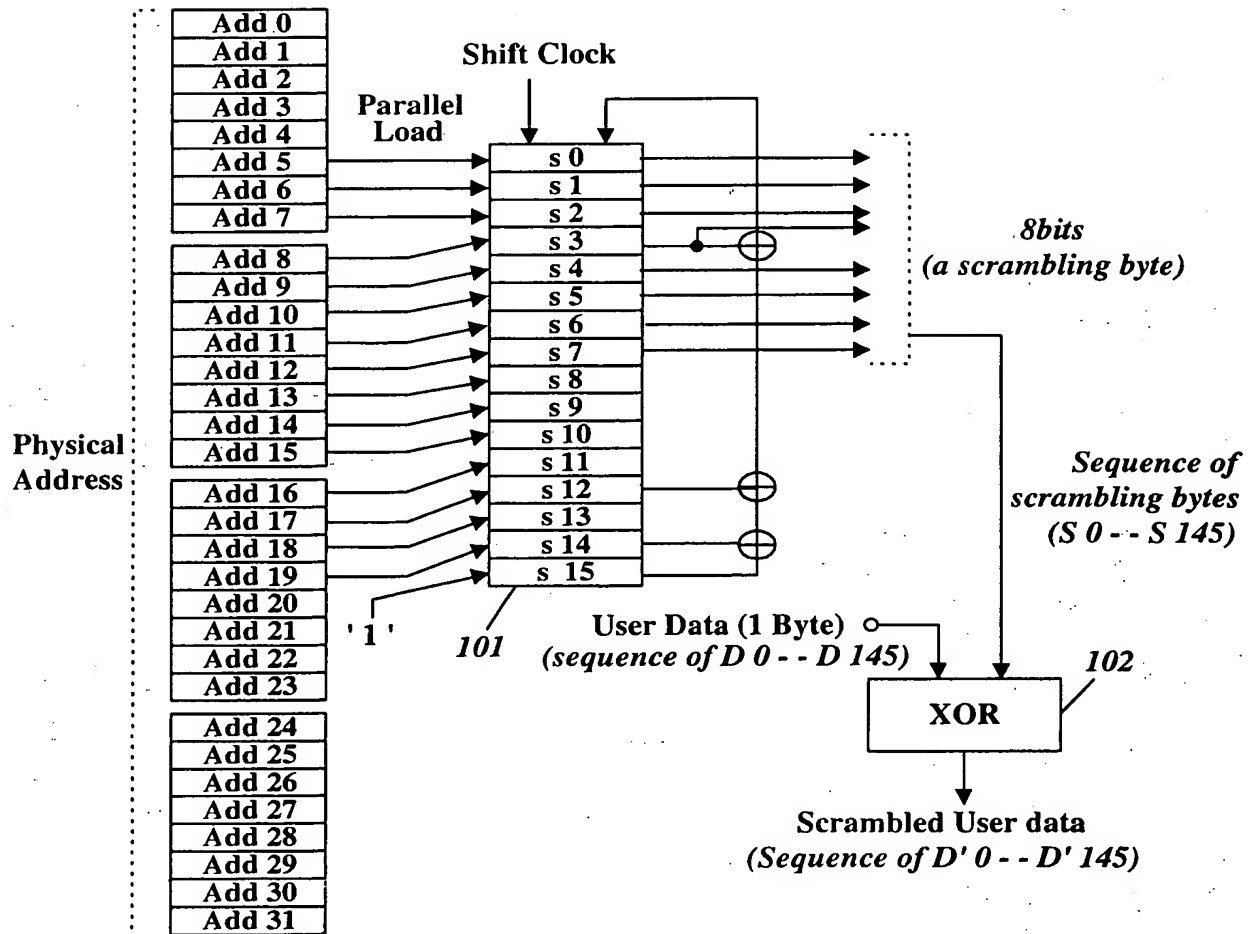 Physical
Address
Add 0
Add 1
Add 2
Add 3
Add 4
Add 5
Add 6
Add 7
Add 8
Add 9
Add 10
Add 11
Add 12
Add 13
Add 14
Add 15
Add 16
Add 17
Add 18
Add 19
Add 20
Add 21
Add 22
Add 23
Add 24
Add 25
Add 26
Add 27
Add 28
Add 29
Add 30
Add 31
Parallel
Load
Shift Clock
s 0
s 1
s 2
s 3
s 4
s 5
s 6
s 7
s 8
s 9
s 10
s 11
s 12
s 13
s 14
s 15
' 1 '
101
8bits
(a scrambling byte)
Sequence of
scrambling bytes
(S 0 - - S 145)
User Data (1 Byte)
(sequence of D 0 - - D 145)
102
XOR
Scrambled User data
(Sequence of D' 0 - - D' 145)